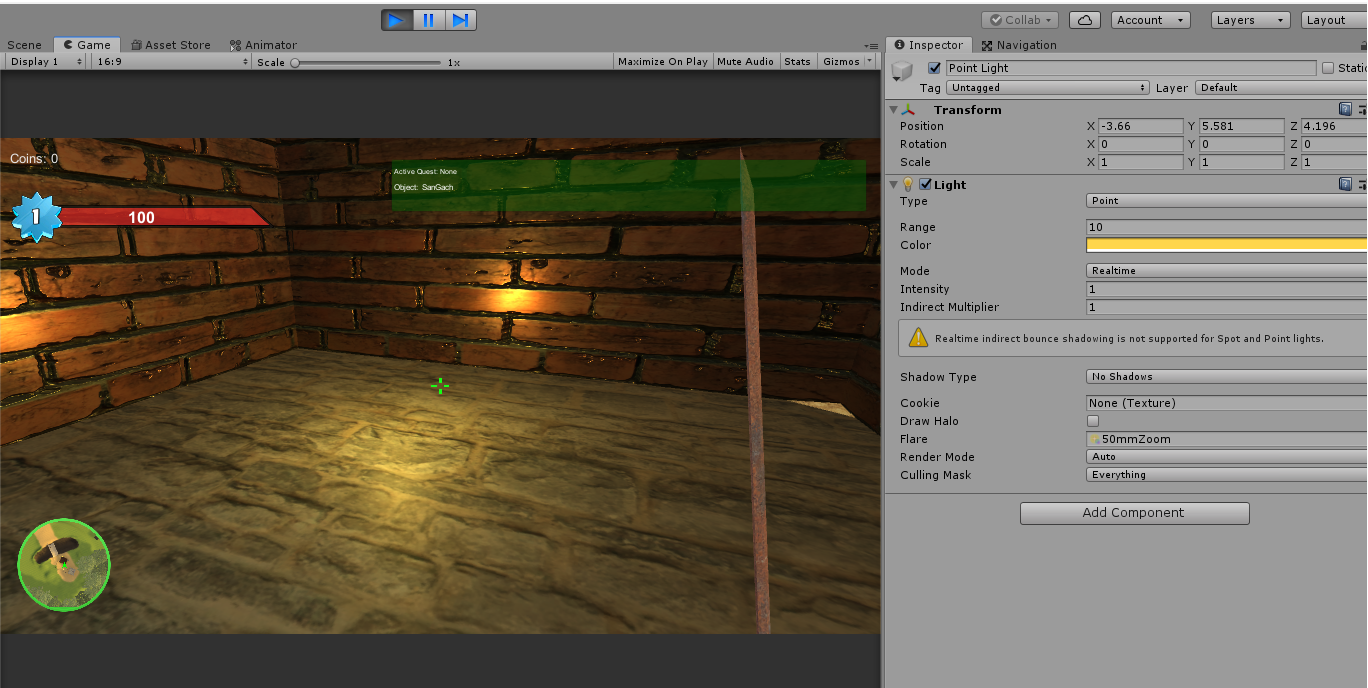 Collab Account Layers Layout
Scene Game Asset Store Animator
Display 1 16:9 Scale 1x Maximize On Play Mute Audio Stats Gizmos
Coins: 0
Active Quest: None
Object: SanGach
1 100
Inspector Navigation
Point Light Static
Tag Untagged Layer Default
Transform
Position X -3.66 Y 5.581 Z 4.196
Rotation X 0 Y 0 Z 0
Scale X 1 Y 1 Z 1
Light
Type Point
Range 10
Color
Mode Realtime
Intensity 1
Indirect Multiplier 1
Realtime indirect bounce shadowing is not supported for Spot and Point lights.
Shadow Type No Shadows
Cookie None (Texture)
Draw Halo
Flare 50mmZoom
Render Mode Auto
Culling Mask Everything
Add Component